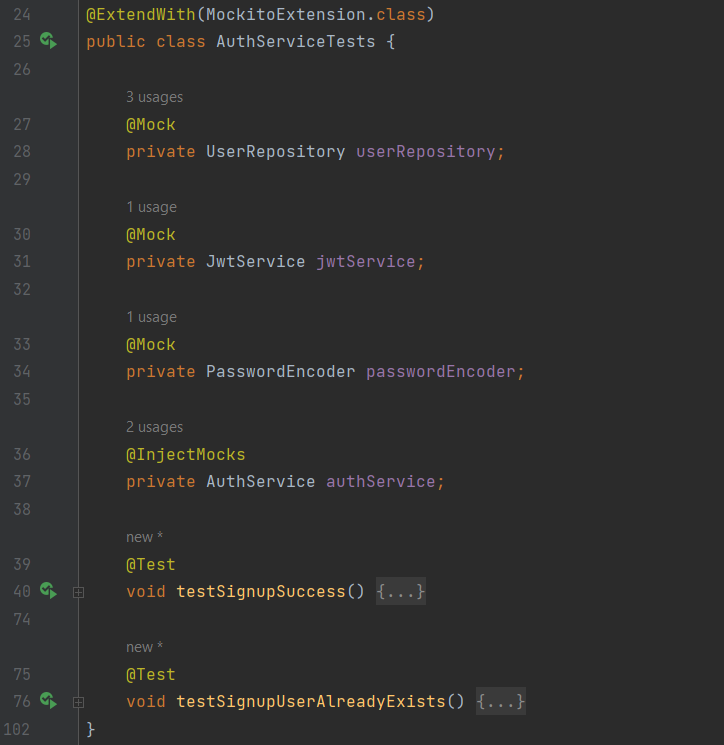 24 @ExtendWith(MockitoExtension.class)
25 public class AuthServiceTests {
26
3 usages
27 @Mock
28 private UserRepository userRepository;
29
1 usage
30 @Mock
31 private JwtService jwtService;
32
1 usage
33 @Mock
34 private PasswordEncoder passwordEncoder;
35
2 usages
36 @InjectMocks
37 private AuthService authService;
38
new *
39 @Test
40 void testSignupSuccess() {...}
74
new *
75 @Test
76 void testSignupUserAlreadyExists() {...}
102 }